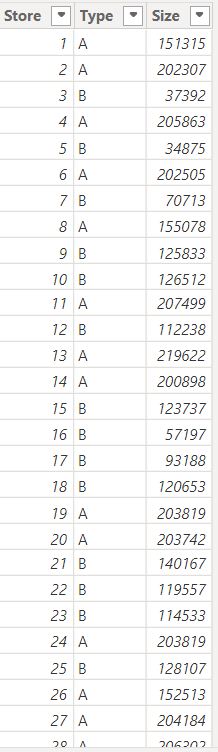 Store Type Size
1 A 151315
2 A 202307
3 B 37392
4 A 205863
5 B 34875
6 A 202505
7 B 70713
8 A 155078
9 B 125833
10 B 126512
11 A 207499
12 B 112238
13 A 219622
14 A 200898
15 B 123737
16 B 57197
17 B 93188
18 B 120653
19 A 203819
20 A 203742
21 B 140167
22 B 119557
23 B 114533
24 A 203819
25 B 128107
26 A 152513
27 A 204184
28 A 206302